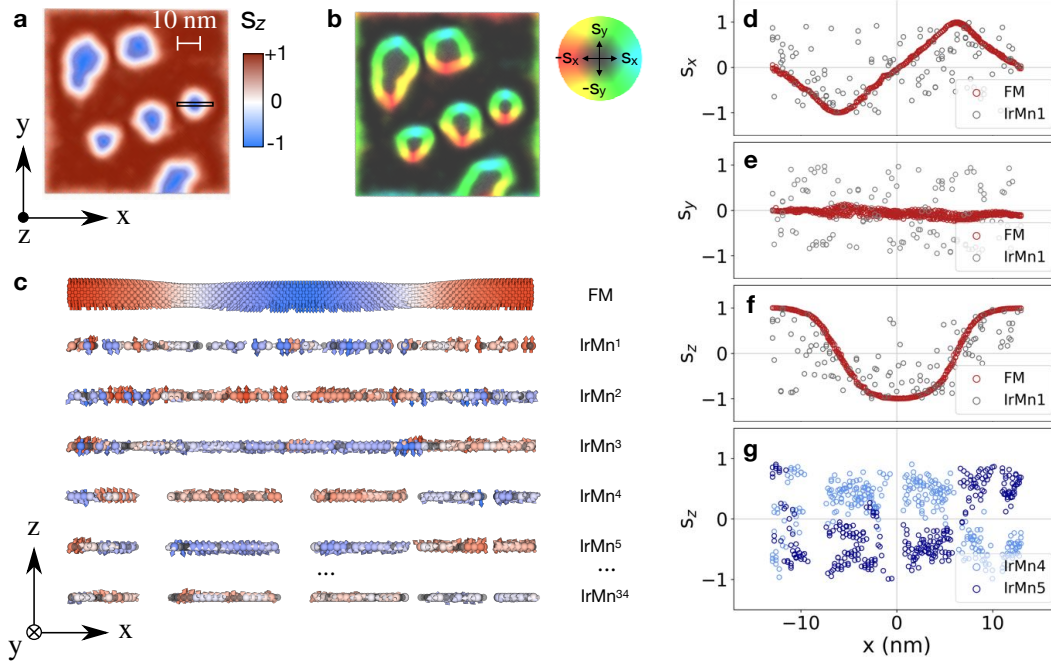 a
10 nm
Sz
+1
0
-1
y
z
x
b
Sy
-Sx
Sx
-Sy
c
FM
IrMn1
IrMn2
IrMn3
IrMn4
IrMn5
... ...
IrMn34
z
y
x
d
Sx
1
0
−1
FM
IrMn1
e
Sy
1
0
−1
FM
IrMn1
f
Sz
1
0
−1
FM
IrMn1
g
Sz
1
0
−1
IrMn4
IrMn5
−10 0 10
x (nm)